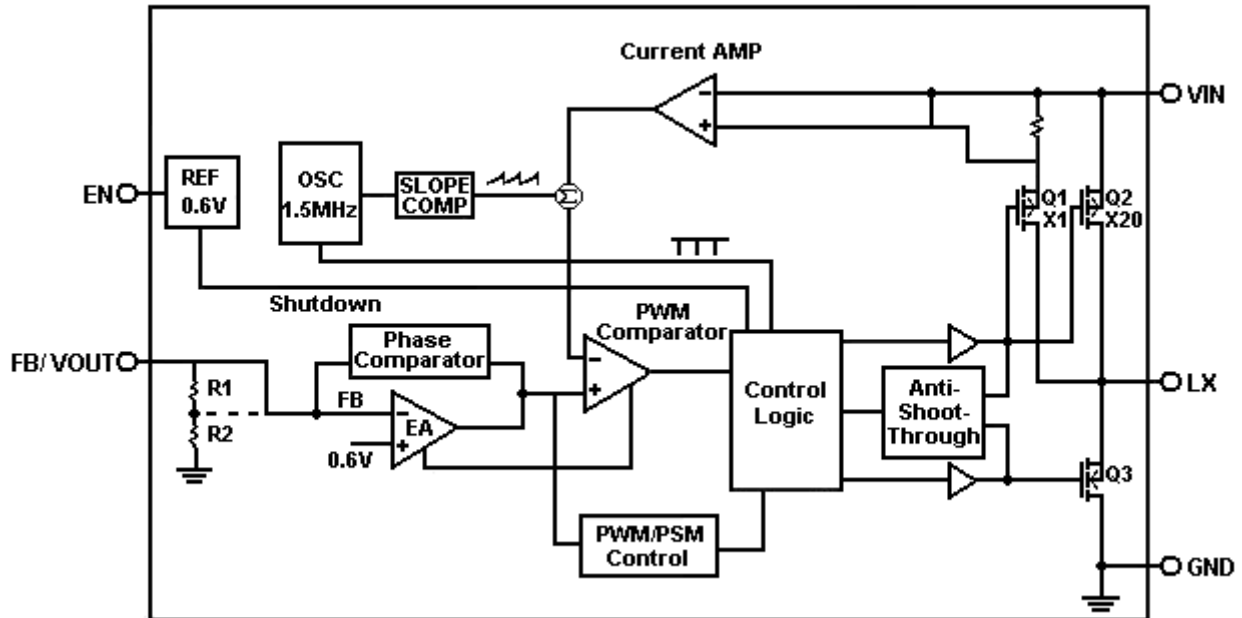 Current AMP
−
+
VIN
REF
0.6V
EN
OSC
1.5MHz
SLOPE
COMP
Σ
Q1
X1
Q2
X20
Shutdown
PWM
Comparator
FB/ VOUT
R1
R2
Phase
Comparator
FB
−
EA
+
0.6V
−
+
Control
Logic
Anti-
Shoot-
Through
LX
Q3
PWM/PSM
Control
GND